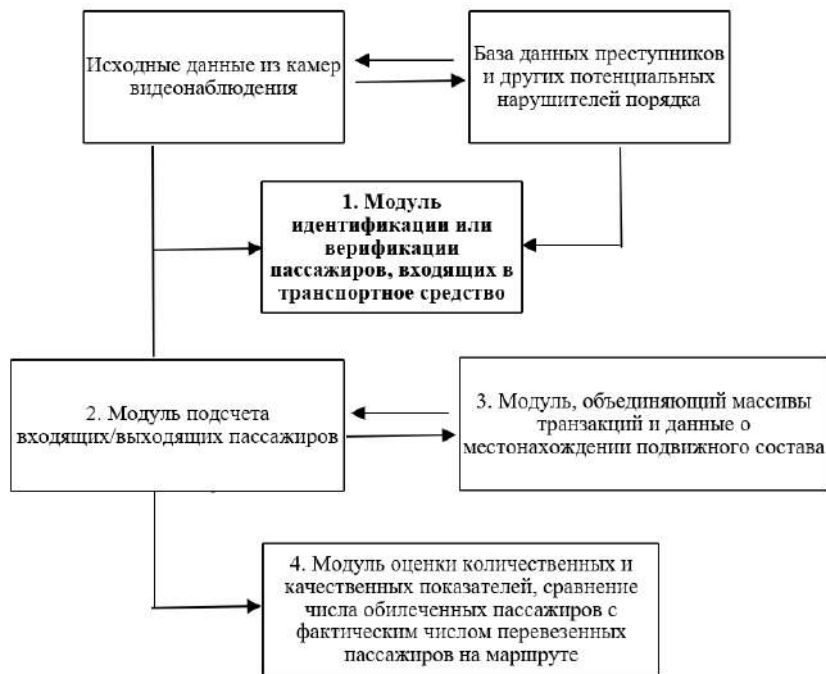 Исходные данные из камер
видеонаблюдения
База данных преступников
и других потенциальных
нарушителей порядка
1. Модуль
идентификации или
верификации
пассажиров, входящих в
транспортное средство
2. Модуль подсчета
входящих/выходящих пассажиров
3. Модуль, объединяющий массивы
транзакций и данные о
местонахождении подвижного состава
4. Модуль оценки количественных и
качественных показателей, сравнение
числа обилеченных пассажиров с
фактическим числом перевезенных
пассажиров на маршруте